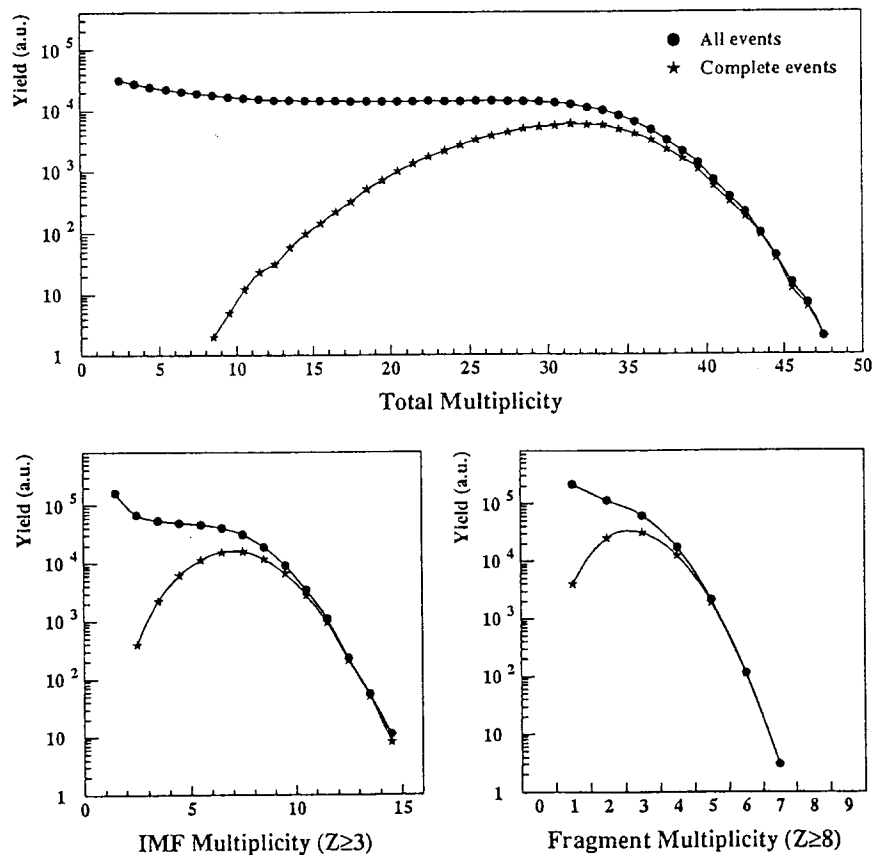 Yield (a.u.)
10^5
10^4
10^3
10^2
10
1
● All events
★ Complete events
0 5 10 15 20 25 30 35 40 45 50
Total Multiplicity
Yield (a.u.)
10^5
10^4
10^3
10^2
10
1
0 5 10 15
IMF Multiplicity (Z≥3)
Yield (a.u.)
10^5
10^4
10^3
10^2
10
1
0 1 2 3 4 5 6 7 8 9
Fragment Multiplicity (Z≥8)